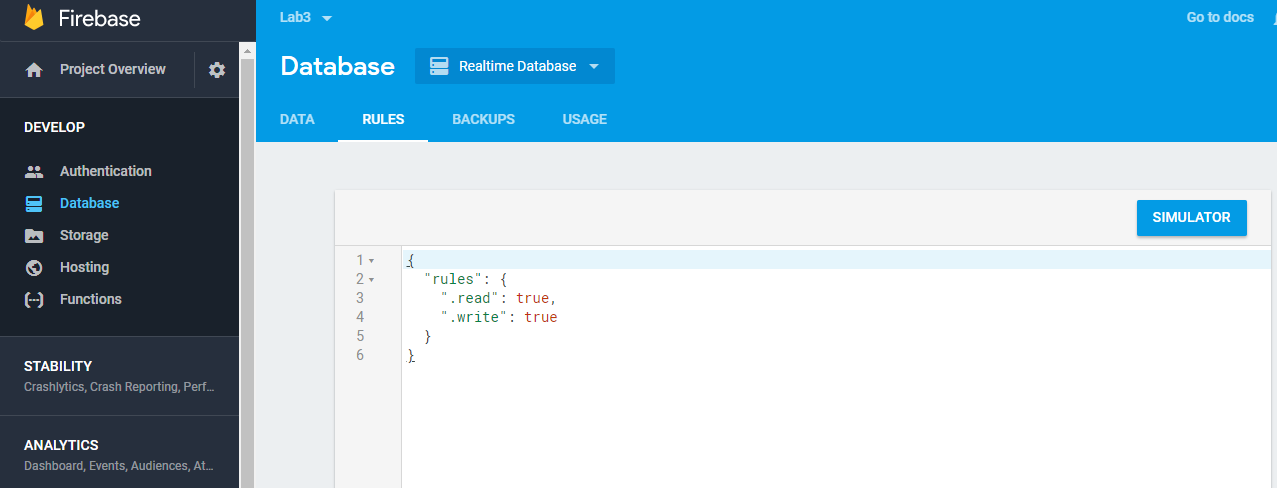 Firebase
Project Overview
DEVELOP
Authentication
Database
Storage
Hosting
Functions
STABILITY
Crashlytics, Crash Reporting, Perf...
ANALYTICS
Dashboard, Events, Audiences, At...
Lab3
Go to docs
Database
Realtime Database
DATA RULES BACKUPS USAGE
SIMULATOR
1 {
2 "rules": {
3 ".read": true,
4 ".write": true
5 }
6 }